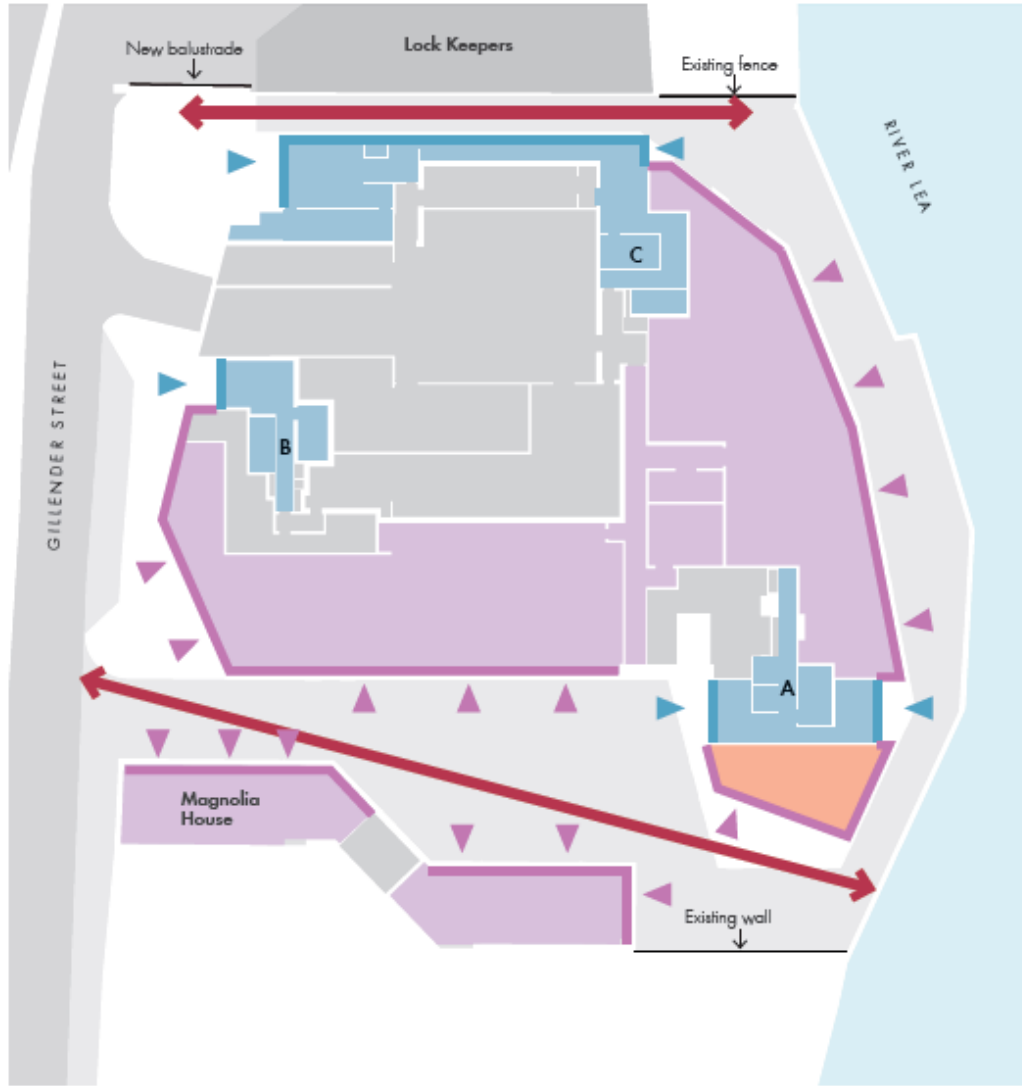 Lock Keepers
New balustrade
Existing fence
RIVER LEA
C
GILLENDER STREET
B
A
Magnolia
House
Existing wall